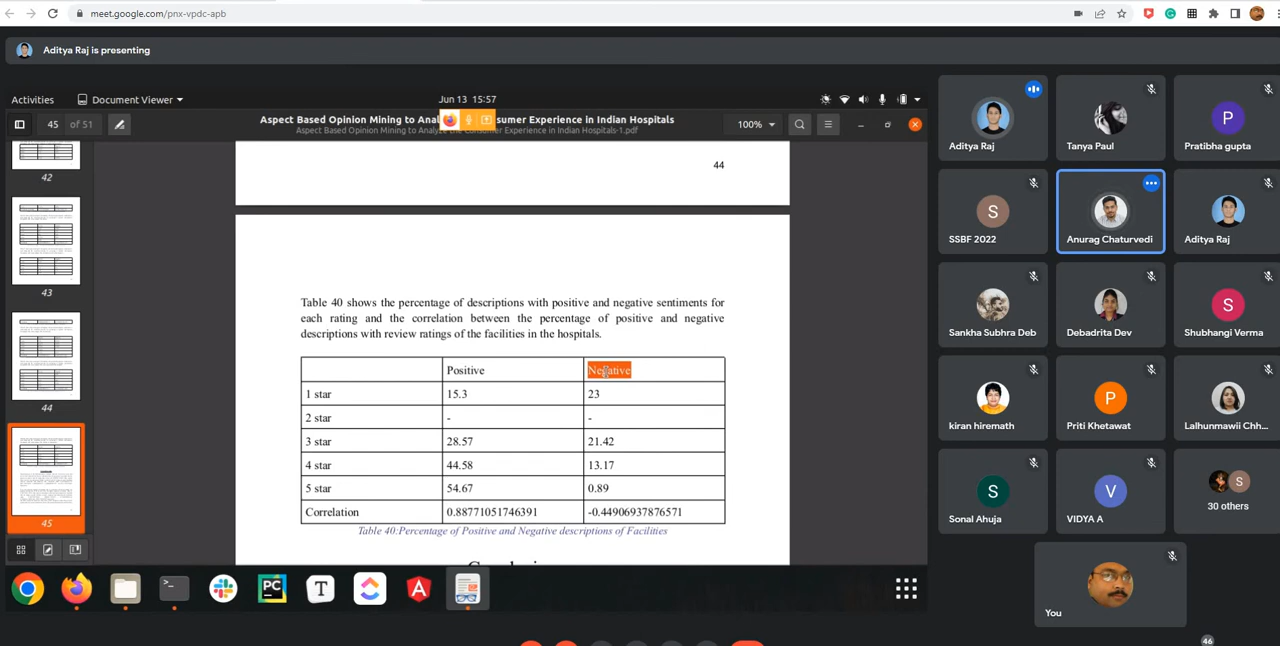 meet.google.com/pnx-vpdc-apb
Aditya Raj is presenting
Activities
Document Viewer
Jun 13 15:57
45 of 51
Aspect Based Opinion Mining to Anal sumer Experience in Indian Hospitals
Aspect Based Opinion Mining to Analyze the Consumer Experience in Indian Hospitals-1.pdf
100%
42
43
44
45
44
Table 40 shows the percentage of descriptions with positive and negative sentiments for
each rating and the correlation between the percentage of positive and negative
descriptions with review ratings of the facilities in the hospitals.
Positive Negative
1 star 15.3 23
2 star - -
3 star 28.57 21.42
4 star 44.58 13.17
5 star 54.67 0.89
Correlation 0.88771051746391 -0.44906937876571
Table 40:Percentage of Positive and Negative descriptions of Facilities
PC
T
Aditya Raj
Tanya Paul
P
Pratibha gupta
S
SSBF 2022
Anurag Chaturvedi
Aditya Raj
Sankha Subhra Deb
Debadrita Dev
S
Shubhangi Verma
kiran hiremath
P
Priti Khetawat
Lalhunmawii Chh...
S
Sonal Ahuja
V
VIDYA A
S
30 others
You
46